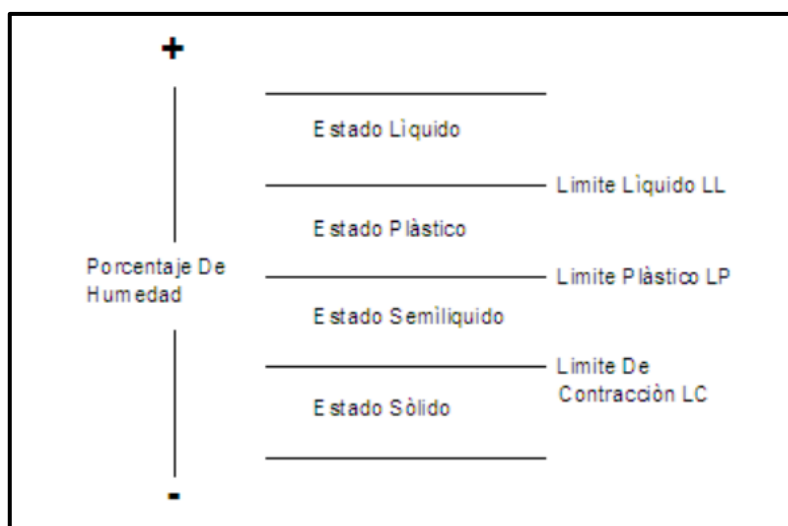 +
Estado Lìquido
Limite Lìquido LL
Estado Plàstico
Porcentaje De
Humedad
Limite Plàstico LP
Estado Semìliquido
Limite De
Contracciòn LC
Estado Sòlido
-